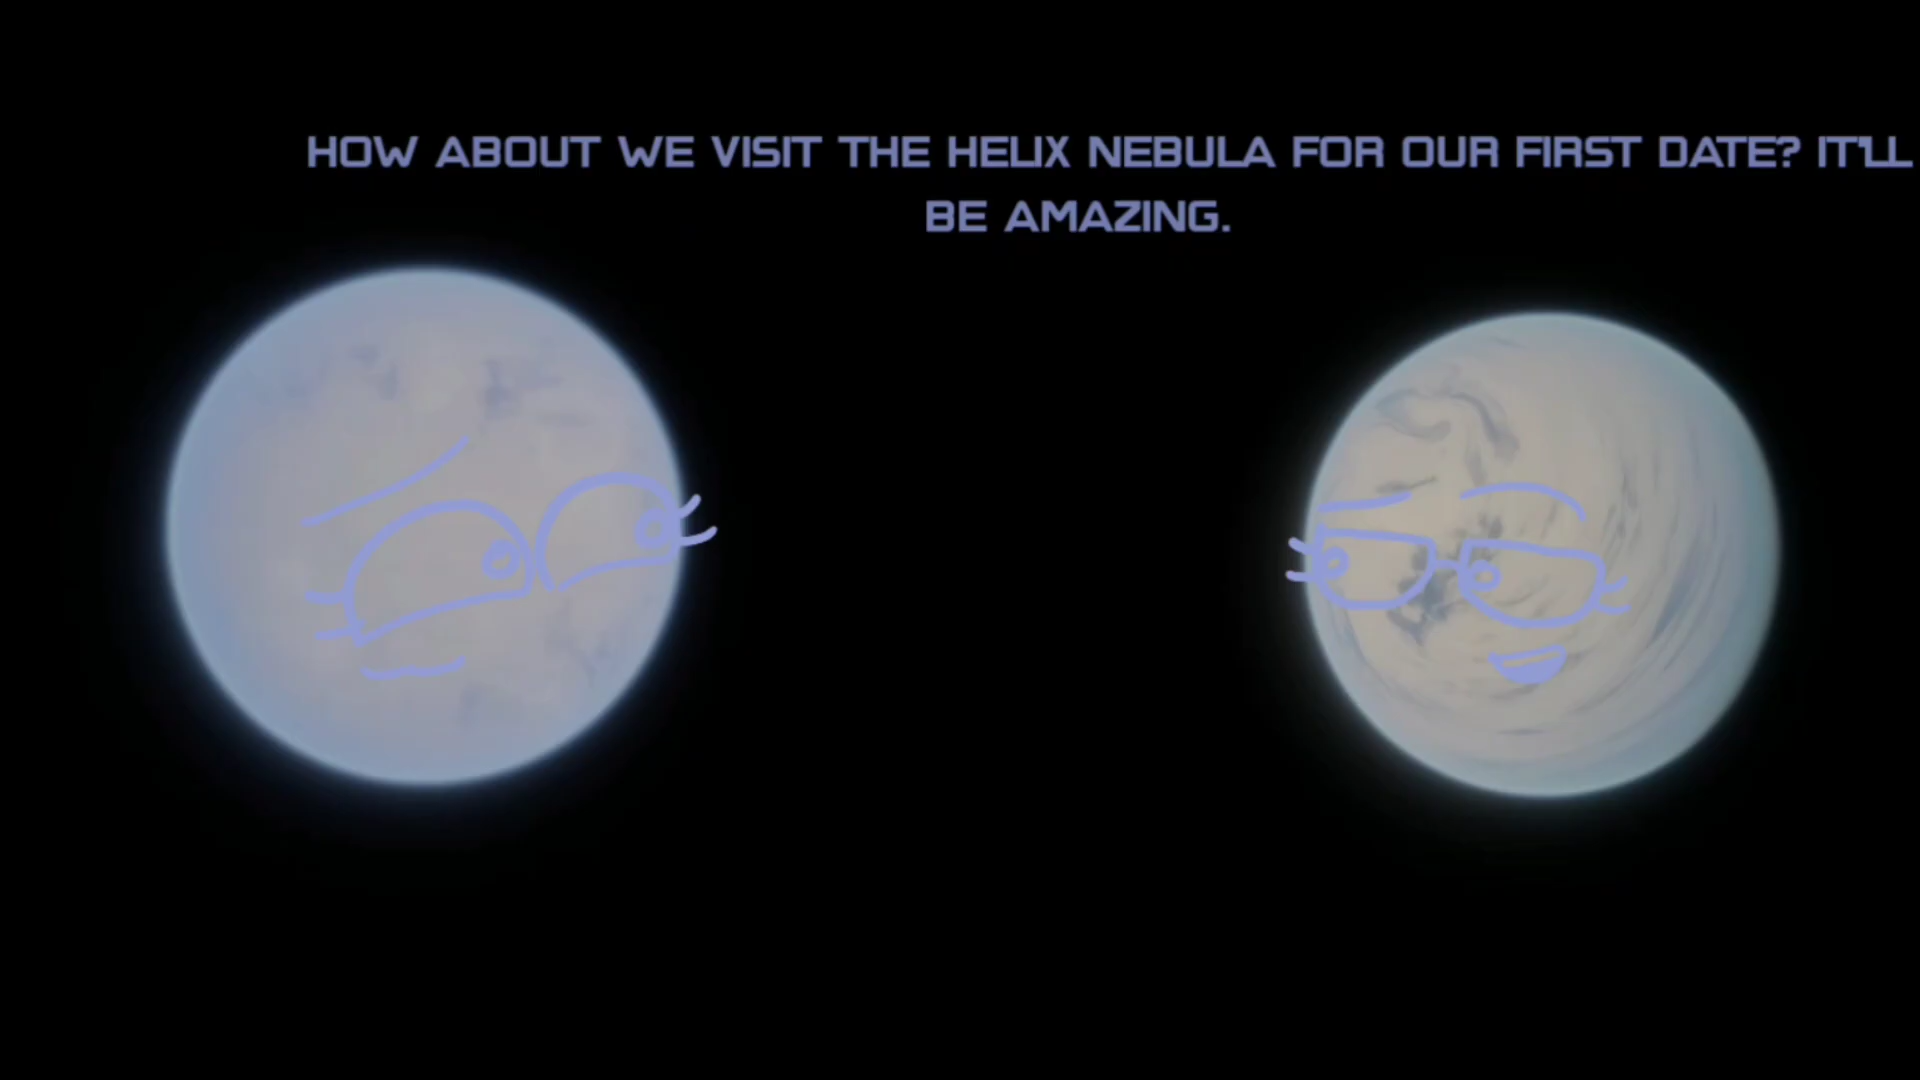 HOW ABOUT WE VISIT THE HELIX NEBULA FOR OUR FIRST DATE? IT'LL
BE AMAZING.